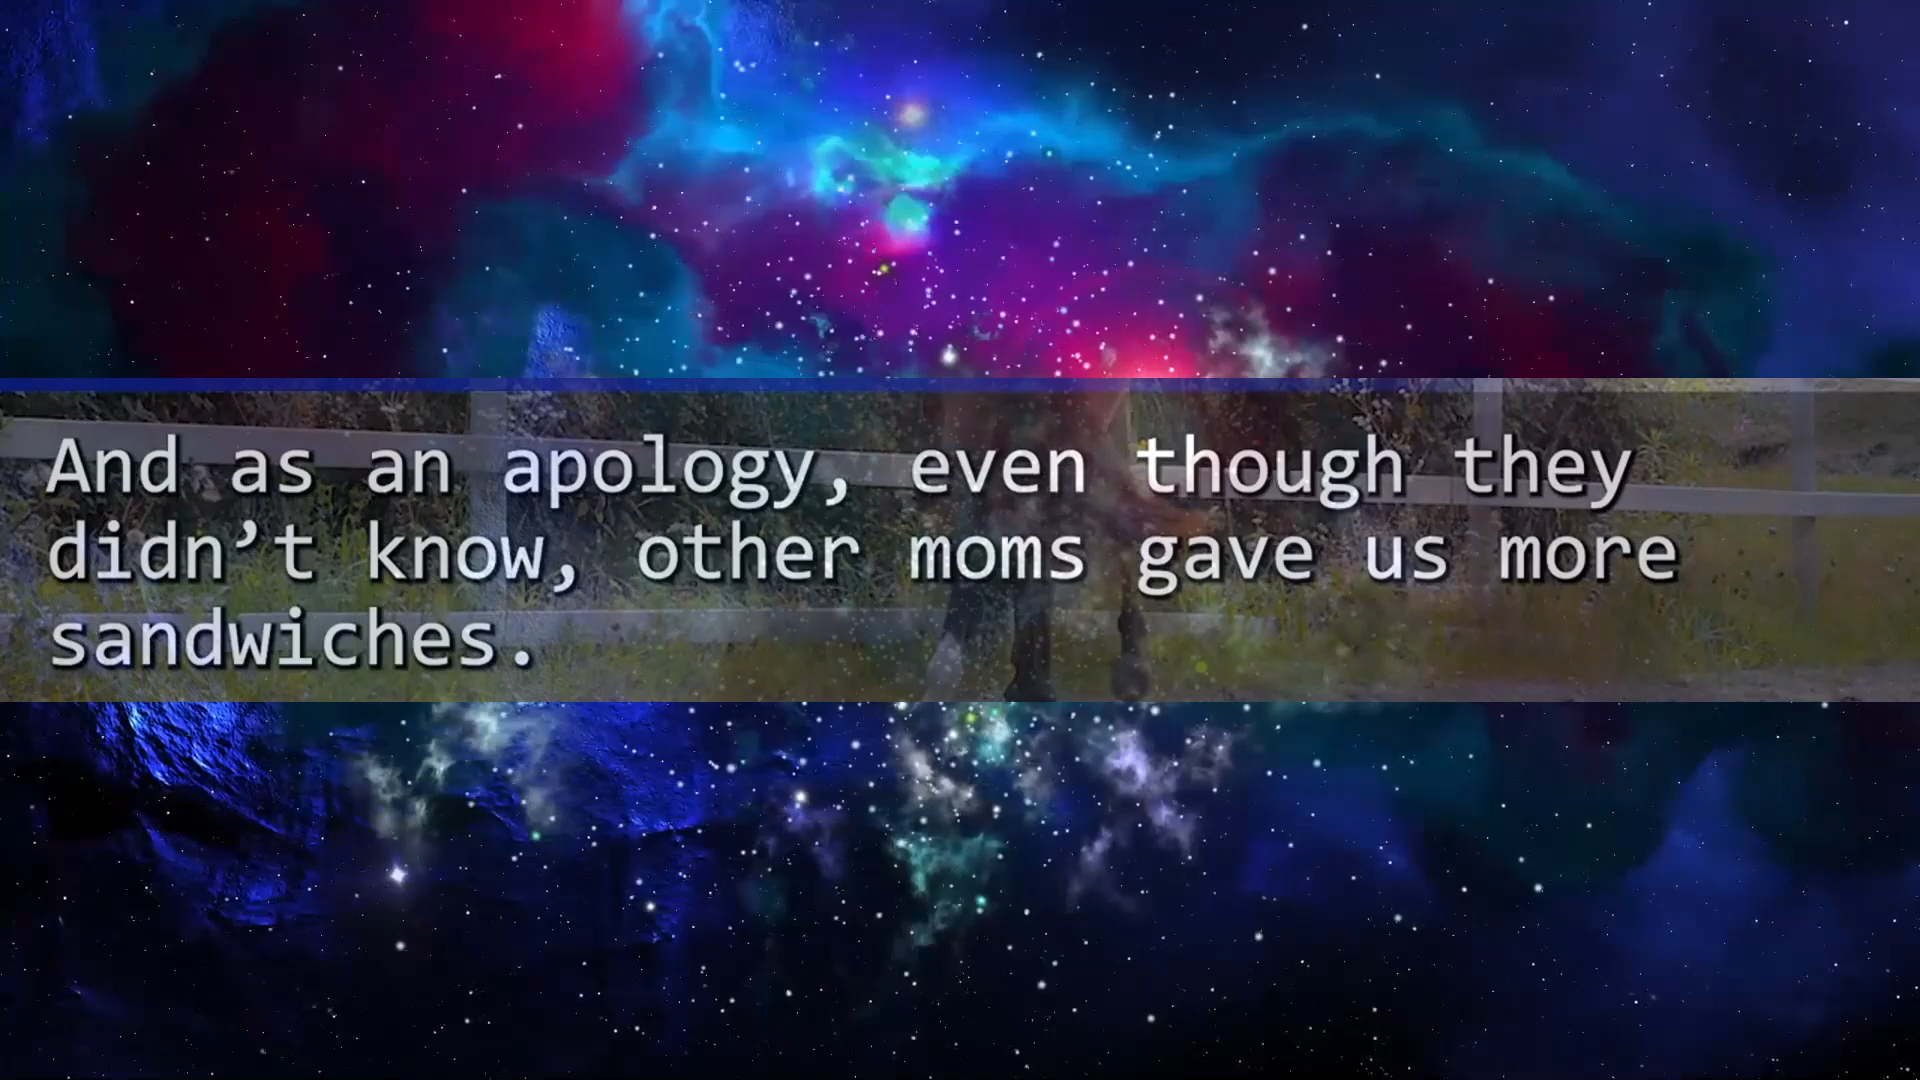 And as an apology, even though they
didn’t know, other moms gave us more
sandwiches.